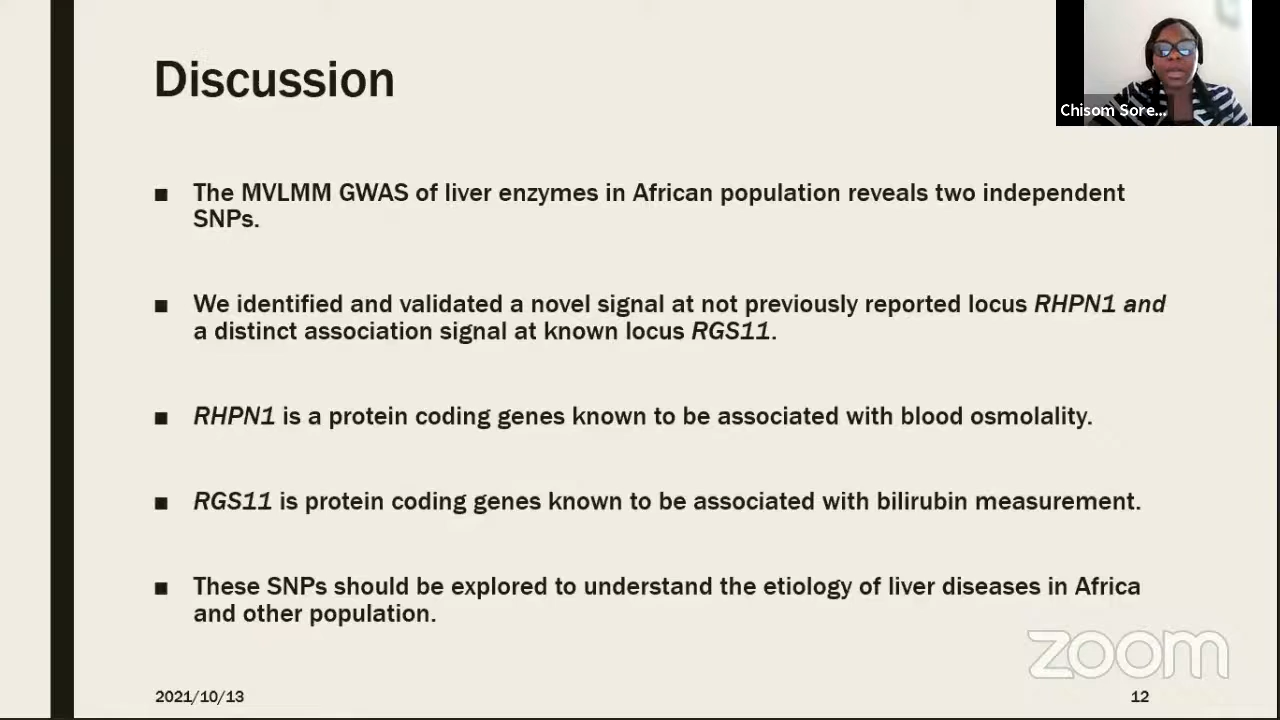 Discussion
Chisom Sore...
■ The MVLMM GWAS of liver enzymes in African population reveals two independent
SNPs.
■ We identified and validated a novel signal at not previously reported locus RHPN1 and
a distinct association signal at known locus RGS11.
■ RHPN1 is a protein coding genes known to be associated with blood osmolality.
■ RGS11 is protein coding genes known to be associated with bilirubin measurement.
■ These SNPs should be explored to understand the etiology of liver diseases in Africa
and other population.
zoom
2021/10/13
12